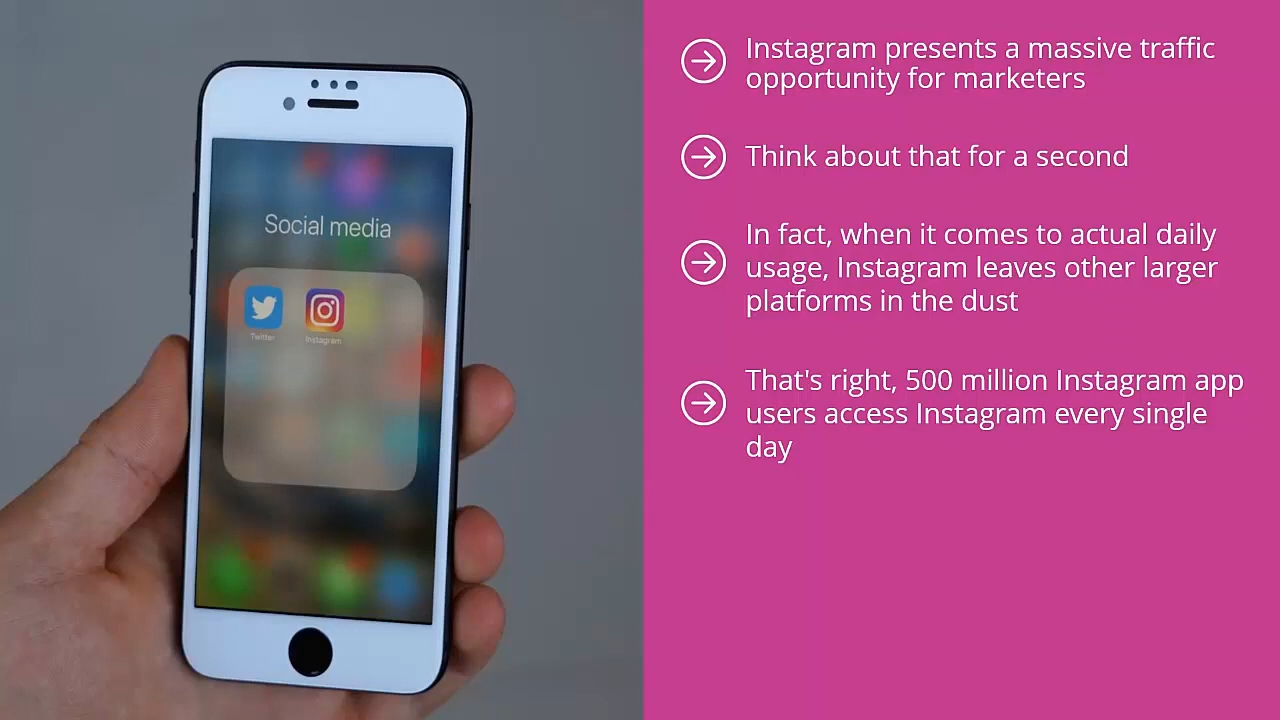 Social media
Twitter
Instagram
Instagram presents a massive traffic
opportunity for marketers
Think about that for a second
In fact, when it comes to actual daily
usage, Instagram leaves other larger
platforms in the dust
That's right, 500 million Instagram app
users access Instagram every single
day